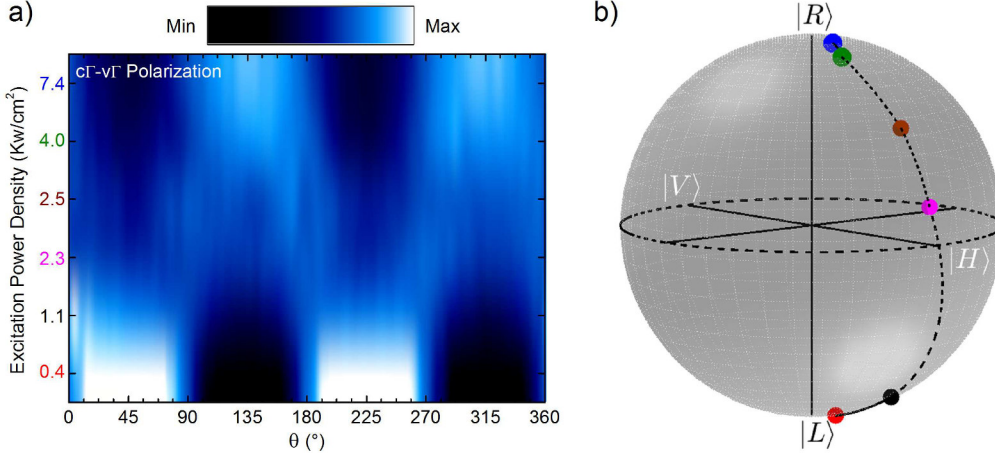 a)
Min Max
cΓ-vΓ Polarization
Excitation Power Density (Kw/cm²)
7.4
4.0
2.5
2.3
1.1
0.4
0 45 90 135 180 225 270 315 360
θ (°)
b)
|R⟩
|V⟩
|H⟩
|L⟩